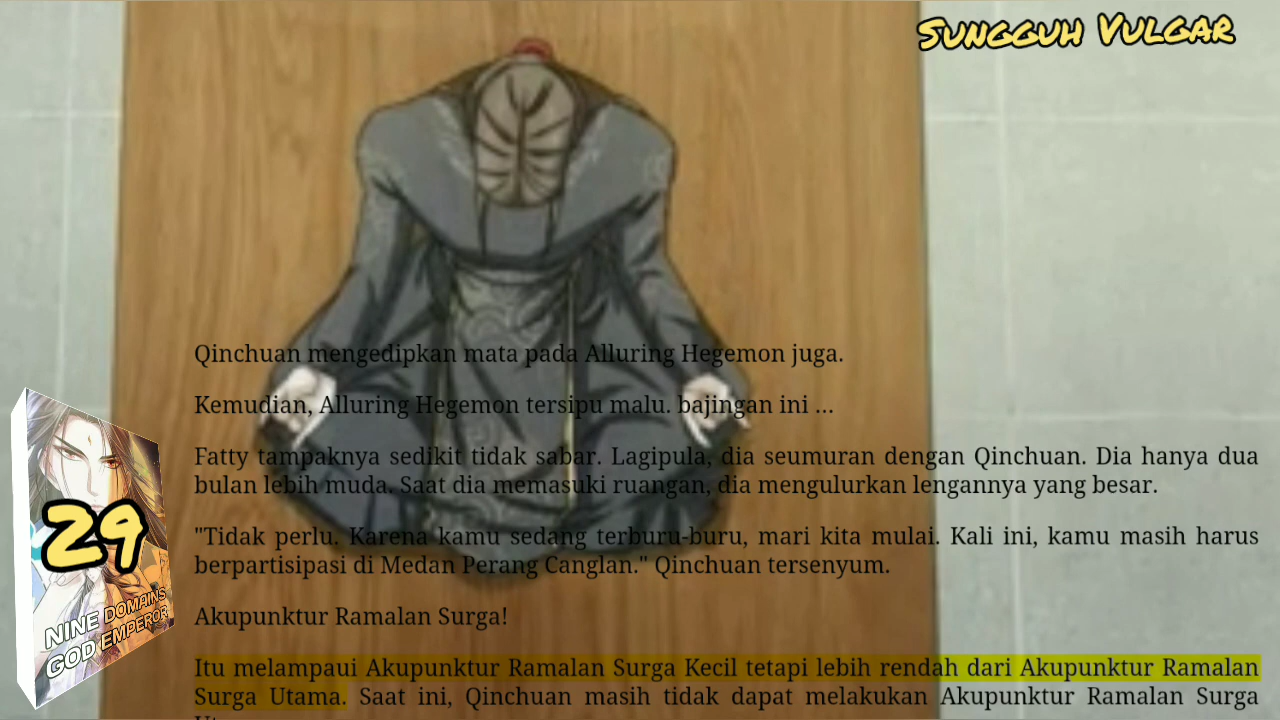 Sungguh Vulgar
Qinchuan mengedipkan mata pada Alluring Hegemon juga.
Kemudian, Alluring Hegemon tersipu malu. bajingan ini ...
Fatty tampaknya sedikit tidak sabar. Lagipula, dia seumuran dengan Qinchuan. Dia hanya dua
bulan lebih muda. Saat dia memasuki ruangan, dia mengulurkan lengannya yang besar.
"Tidak perlu. Karena kamu sedang terburu-buru, mari kita mulai. Kali ini, kamu masih harus
berpartisipasi di Medan Perang Canglan." Qinchuan tersenyum.
Akupunktur Ramalan Surga!
Itu melampaui Akupunktur Ramalan Surga Kecil tetapi lebih rendah dari Akupunktur Ramalan
Surga Utama. Saat ini, Qinchuan masih tidak dapat melakukan Akupunktur Ramalan Surga
29
NINE DOMAINS
GOD EMPEROR